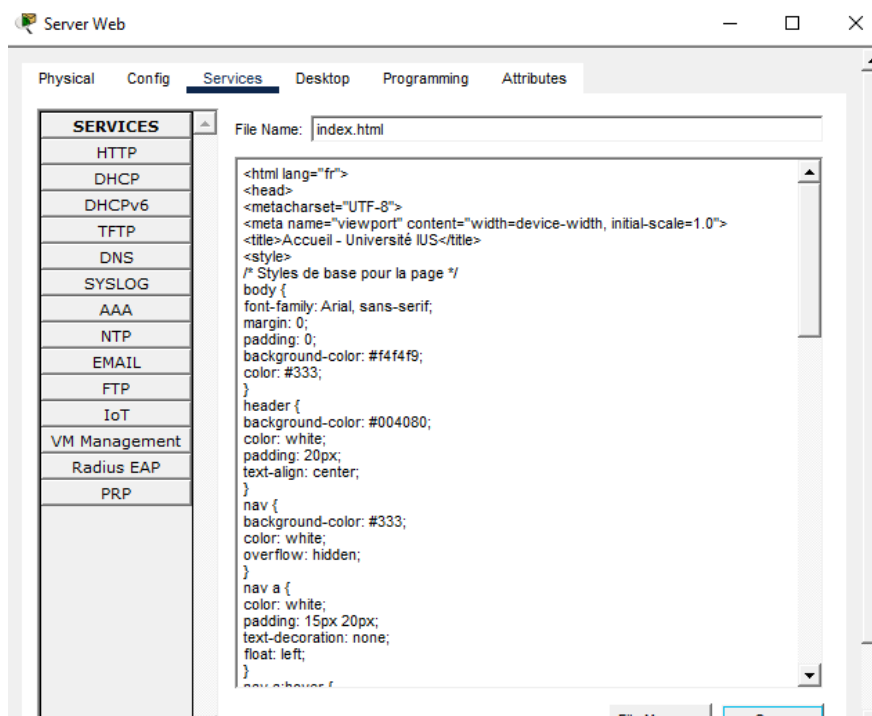 Server Web
Physical Config Services Desktop Programming Attributes
SERVICES
HTTP
DHCP
DHCPv6
TFTP
DNS
SYSLOG
AAA
NTP
EMAIL
FTP
IoT
VM Management
Radius EAP
PRP
File Name: index.html
<html lang="fr">
<head>
<metacharset="UTF-8">
<meta name="viewport" content="width=device-width, initial-scale=1.0">
<title>Accueil - Université IUS</title>
<style>
/* Styles de base pour la page */
body {
font-family: Arial, sans-serif;
margin: 0;
padding: 0;
background-color: #f4f4f9;
color: #333;
}
header {
background-color: #004080;
color: white;
padding: 20px;
text-align: center;
}
nav {
background-color: #333;
color: white;
overflow: hidden;
}
nav a {
color: white;
padding: 15px 20px;
text-decoration: none;
float: left;
}
nav a:hover {